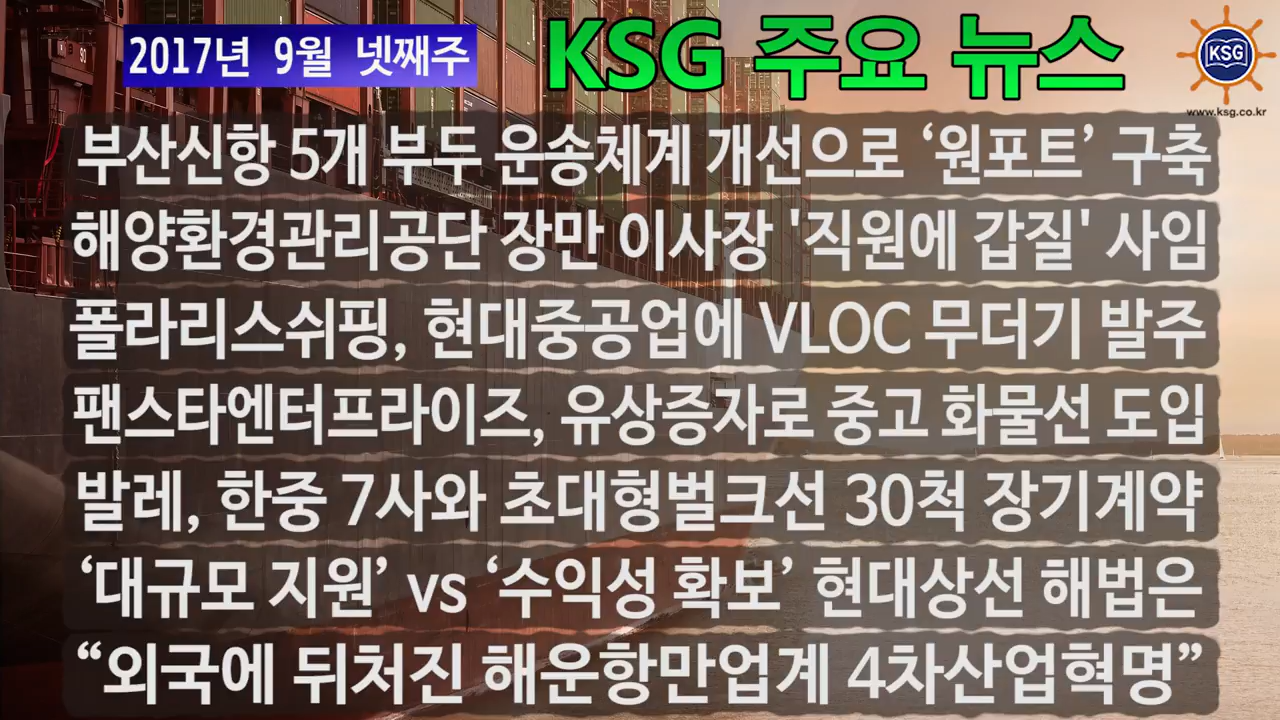 2017년 9월 넷째주
KSG 주요 뉴스
KSG
www.ksg.co.kr
부산신항 5개 부두 운송체계 개선으로 ‘원포트’ 구축
해양환경관리공단 장만 이사장 '직원에 갑질' 사임
폴라리스쉬핑, 현대중공업에 VLOC 무더기 발주
팬스타엔터프라이즈, 유상증자로 중고 화물선 도입
발레, 한중 7사와 초대형벌크선 30척 장기계약
‘대규모 지원’ vs ‘수익성 확보’ 현대상선 해법은
“외국에 뒤처진 해운항만업계 4차산업혁명”